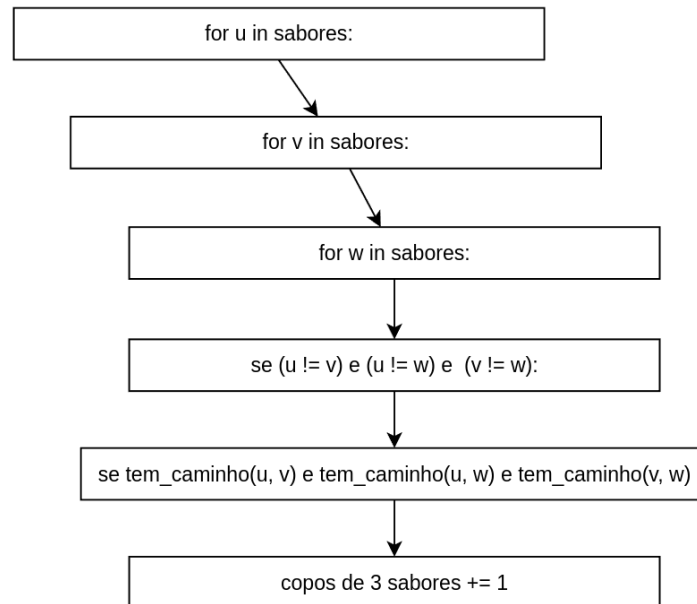 for u in sabores:
for v in sabores:
for w in sabores:
se (u != v) e (u != w) e  (v != w):
se tem_caminho(u, v) e tem_caminho(u, w) e tem_caminho(v, w)
copos de 3 sabores += 1